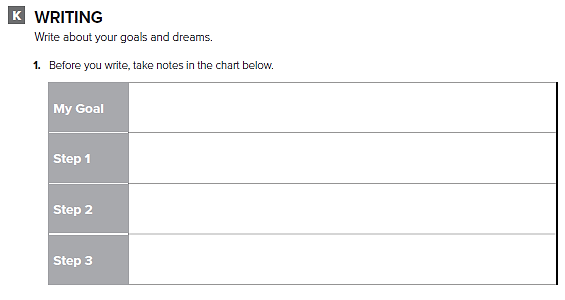 K WRITING
Write about your goals and dreams.
1. Before you write, take notes in the chart below.
My Goal
Step 1
Step 2
Step 3